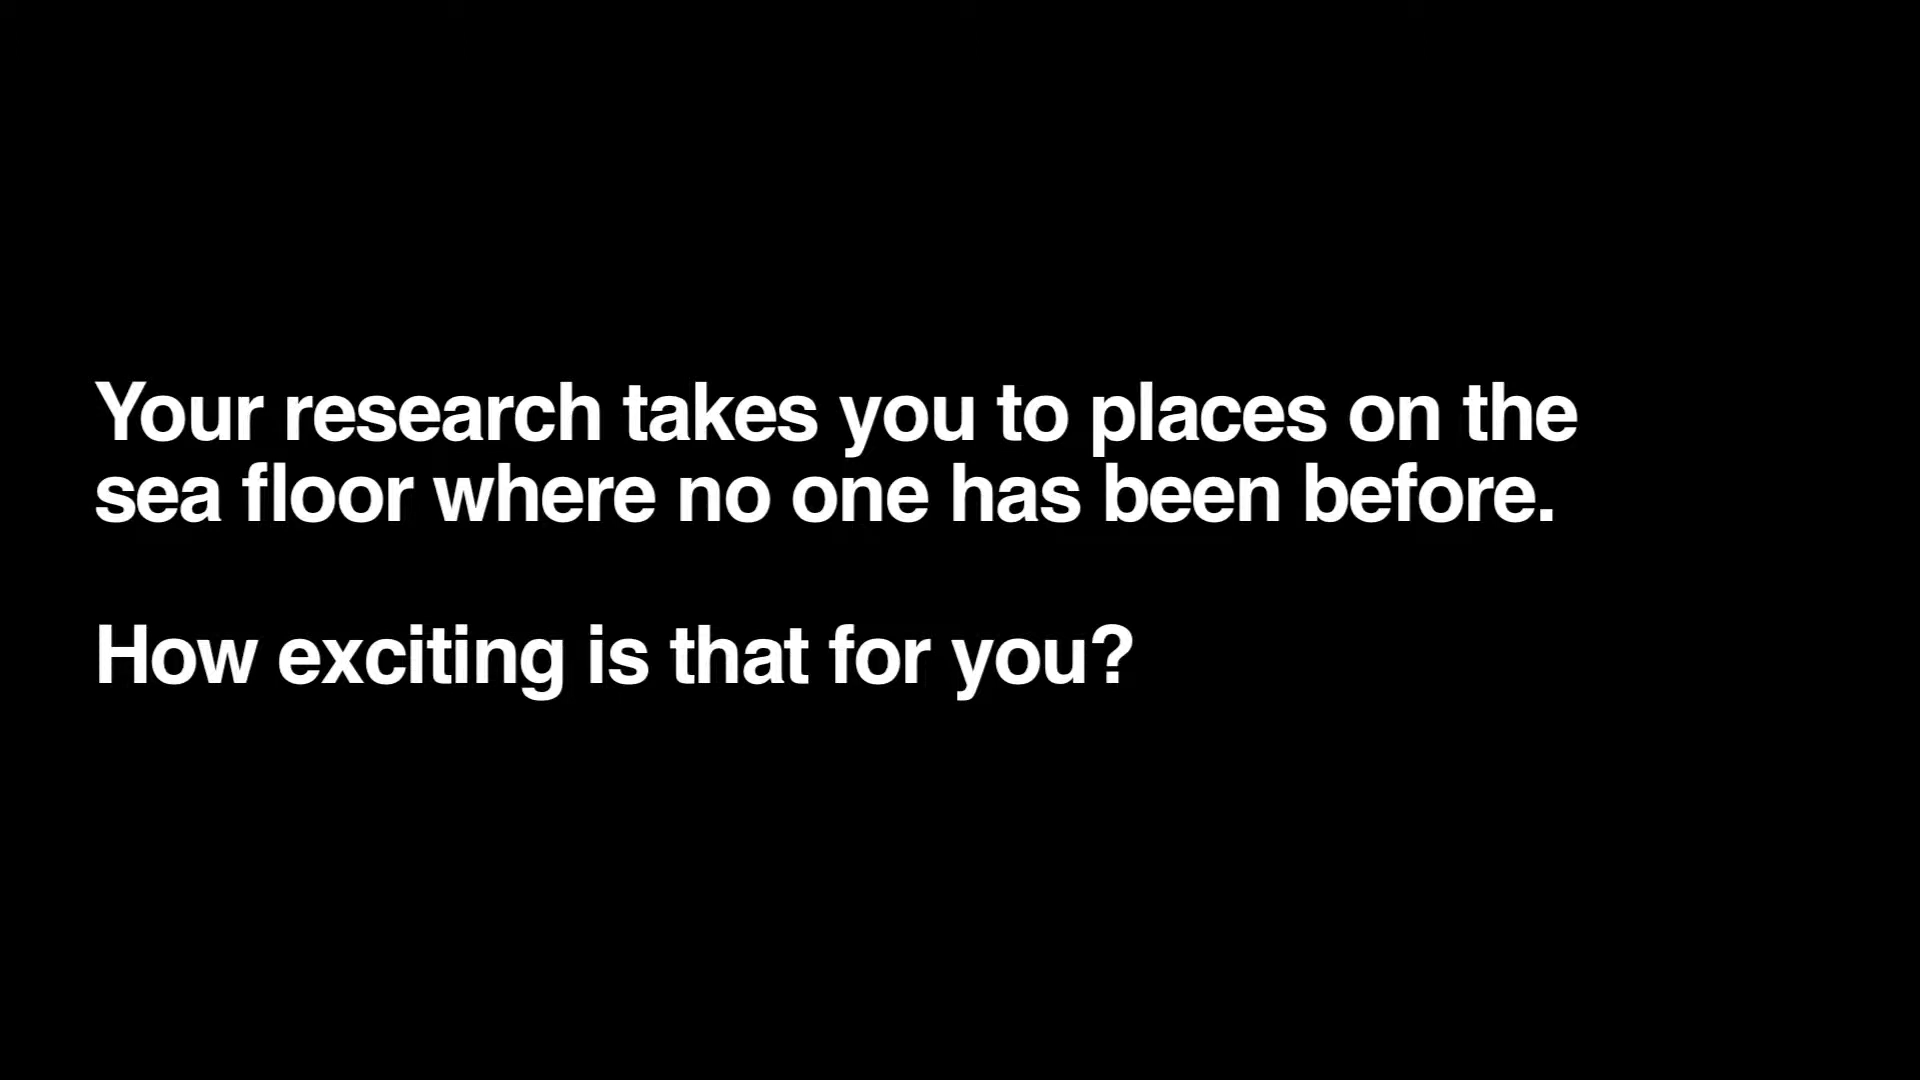 Your research takes you to places on the
sea floor where no one has been before.
How exciting is that for you?